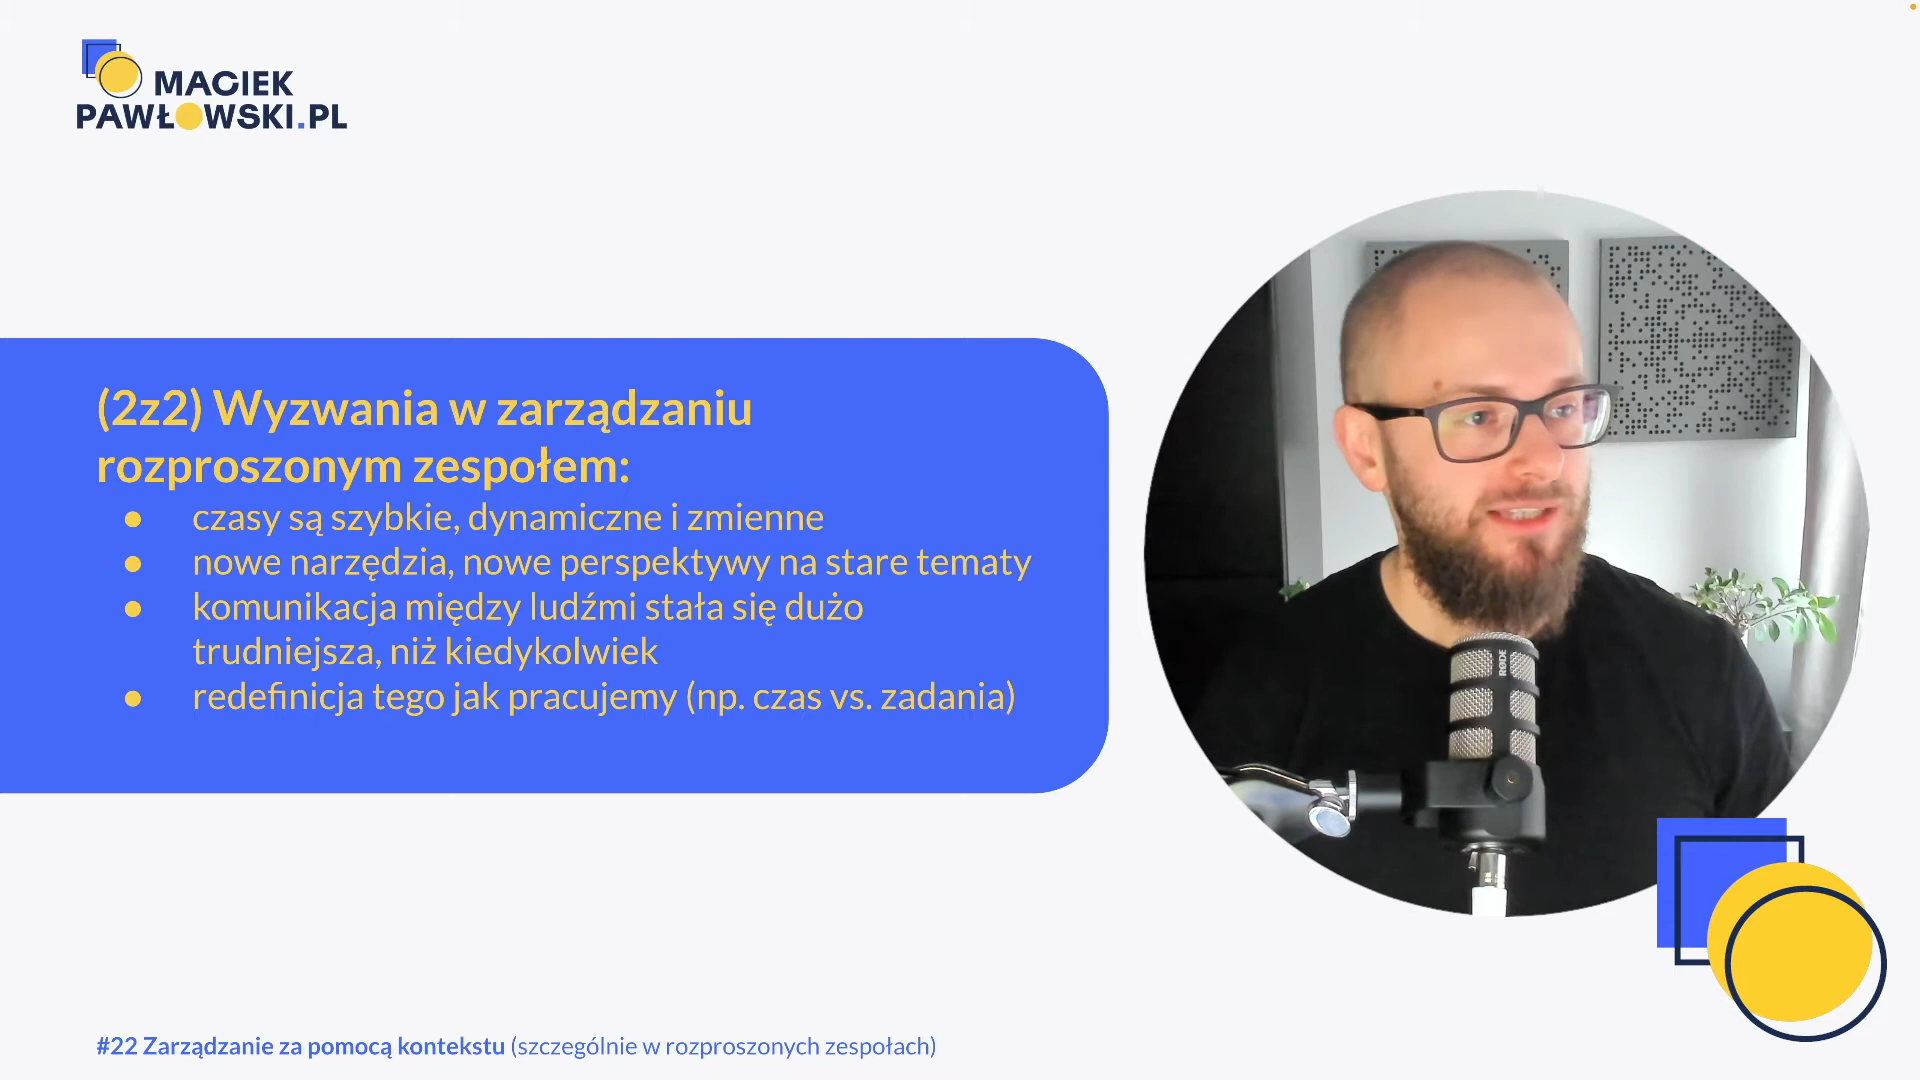 MACIEK
PAWŁOWSKI.PL
(2z2) Wyzwania w zarządzaniu
rozproszonym zespołem:
● czasy są szybkie, dynamiczne i zmienne
● nowe narzędzia, nowe perspektywy na stare tematy
● komunikacja między ludźmi stała się dużo
trudniejsza, niż kiedykolwiek
● redefinicja tego jak pracujemy (np. czas vs. zadania)
RØDE
#22 Zarządzanie za pomocą kontekstu (szczególnie w rozproszonych zespołach)